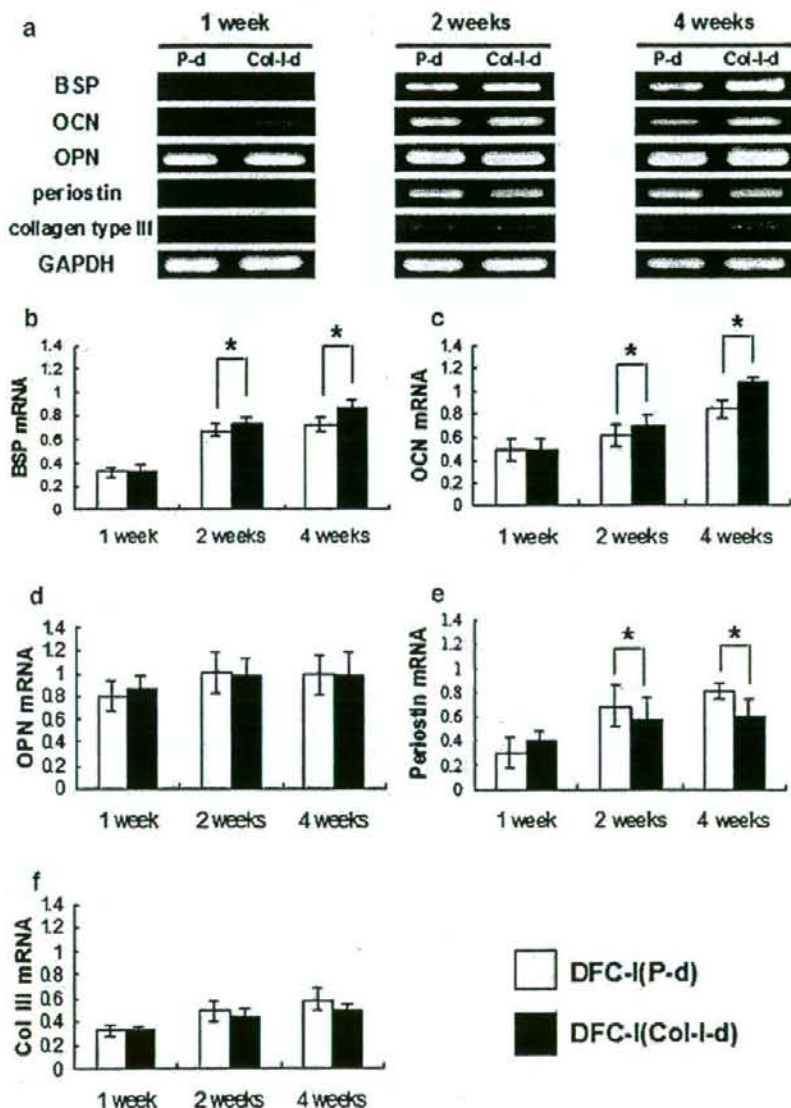 a
1 week 2 weeks 4 weeks
P-d Col-I-d P-d Col-I-d P-d Col-I-d
BSP
OCN
OPN
periostin
collagen type III
GAPDH
b
BSP mRNA
1.4
1.2
1
0.8
0.6
0.4
0.2
0
* *
1 week 2 weeks 4 weeks
c
OCN mRNA
1.4
1.2
1
0.8
0.6
0.4
0.2
0
* *
1 week 2 weeks 4 weeks
d
OPN mRNA
1.4
1.2
1
0.8
0.6
0.4
0.2
0
1 week 2 weeks 4 weeks
e
Periostin mRNA
1.4
1.2
1
0.8
0.6
0.4
0.2
0
* *
1 week 2 weeks 4 weeks
f
Col III mRNA
1.4
1.2
1
0.8
0.6
0.4
0.2
0
1 week 2 weeks 4 weeks
DFC-I(P-d)
DFC-I(Col-I-d)